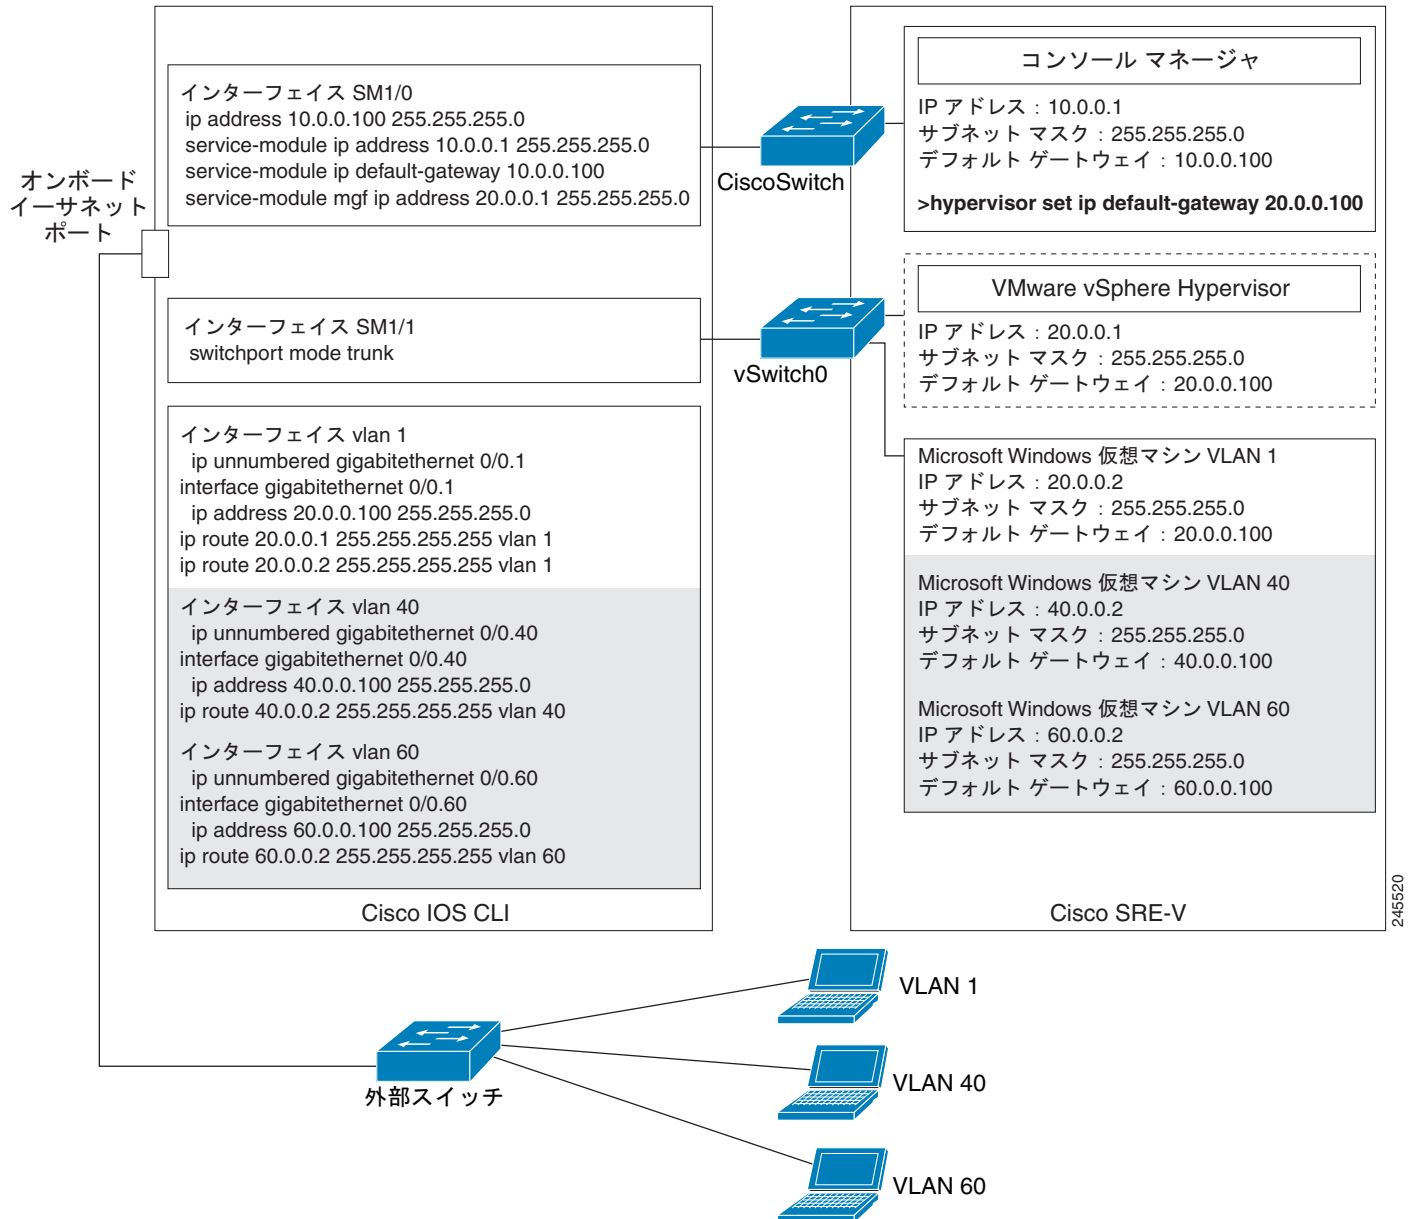 オンボード
イーサネット
ポート
インターフェイス SM1/0
ip address 10.0.0.100 255.255.255.0
service-module ip address 10.0.0.1 255.255.255.0
service-module ip default-gateway 10.0.0.100
service-module mgf ip address 20.0.0.1 255.255.255.0
インターフェイス SM1/1
switchport mode trunk
インターフェイス vlan 1
ip unnumbered gigabitethernet 0/0.1
interface gigabitethernet 0/0.1
ip address 20.0.0.100 255.255.255.0
ip route 20.0.0.1 255.255.255.255 vlan 1
ip route 20.0.0.2 255.255.255.255 vlan 1
インターフェイス vlan 40
ip unnumbered gigabitethernet 0/0.40
interface gigabitethernet 0/0.40
ip address 40.0.0.100 255.255.255.0
ip route 40.0.0.2 255.255.255.255 vlan 40
インターフェイス vlan 60
ip unnumbered gigabitethernet 0/0.60
interface gigabitethernet 0/0.60
ip address 60.0.0.100 255.255.255.0
ip route 60.0.0.2 255.255.255.255 vlan 60
Cisco IOS CLI
CiscoSwitch
vSwitch0
コンソール マネージャ
IP アドレス : 10.0.0.1
サブネット マスク : 255.255.255.0
デフォルト ゲートウェイ : 10.0.0.100
>hypervisor set ip default-gateway 20.0.0.100
VMware vSphere Hypervisor
IP アドレス : 20.0.0.1
サブネット マスク : 255.255.255.0
デフォルト ゲートウェイ : 20.0.0.100
Microsoft Windows 仮想マシン VLAN 1
IP アドレス : 20.0.0.2
サブネット マスク : 255.255.255.0
デフォルト ゲートウェイ : 20.0.0.100
Microsoft Windows 仮想マシン VLAN 40
IP アドレス : 40.0.0.2
サブネット マスク : 255.255.255.0
デフォルト ゲートウェイ : 40.0.0.100
Microsoft Windows 仮想マシン VLAN 60
IP アドレス : 60.0.0.2
サブネット マスク : 255.255.255.0
デフォルト ゲートウェイ : 60.0.0.100
Cisco SRE-V
245520
外部スイッチ
VLAN 1
VLAN 40
VLAN 60